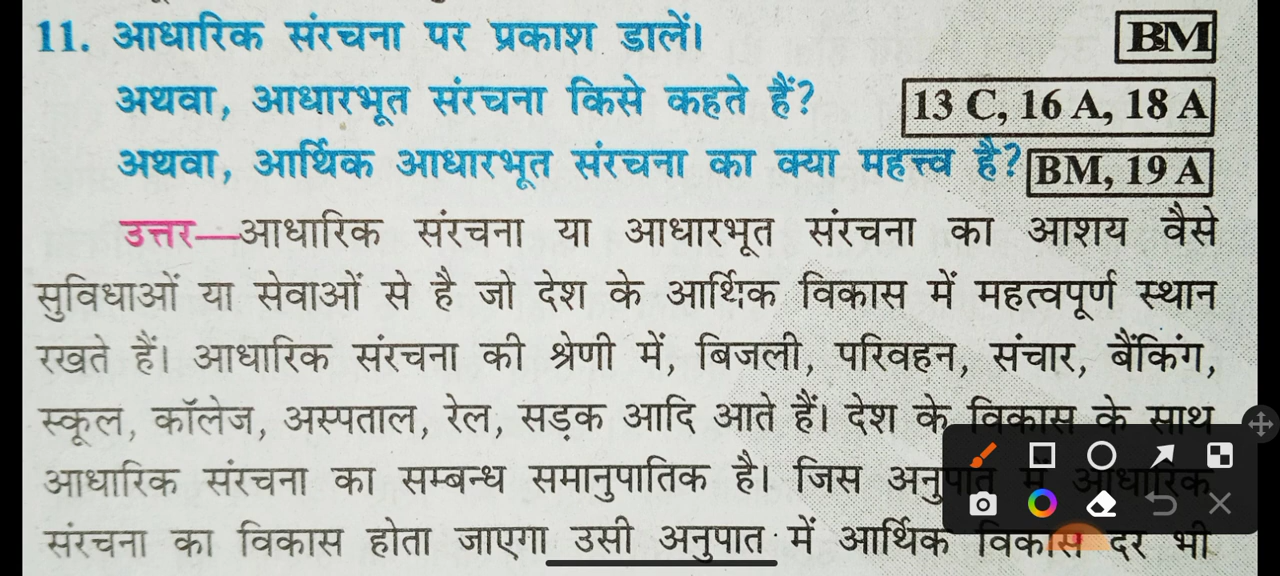 11. आधारिक संरचना पर प्रकाश डालें। BM
अथवा, आधारभूत संरचना किसे कहते हैं? 13 C, 16 A, 18 A
अथवा, आर्थिक आधारभूत संरचना का क्या महत्त्व है? BM, 19 A
उत्तर—आधारिक संरचना या आधारभूत संरचना का आशय वैसे
सुविधाओं या सेवाओं से है जो देश के आर्थिक विकास में महत्वपूर्ण स्थान
रखते हैं। आधारिक संरचना की श्रेणी में, बिजली, परिवहन, संचार, बैंकिंग,
स्कूल, कॉलेज, अस्पताल, रेल, सड़क आदि आते हैं। देश के विकास के साथ
आधारिक संरचना का सम्बन्ध समानुपातिक है। जिस अनुपात में आधारिक
संरचना का विकास होता जाएगा उसी अनुपात में आर्थिक विकास दर भी